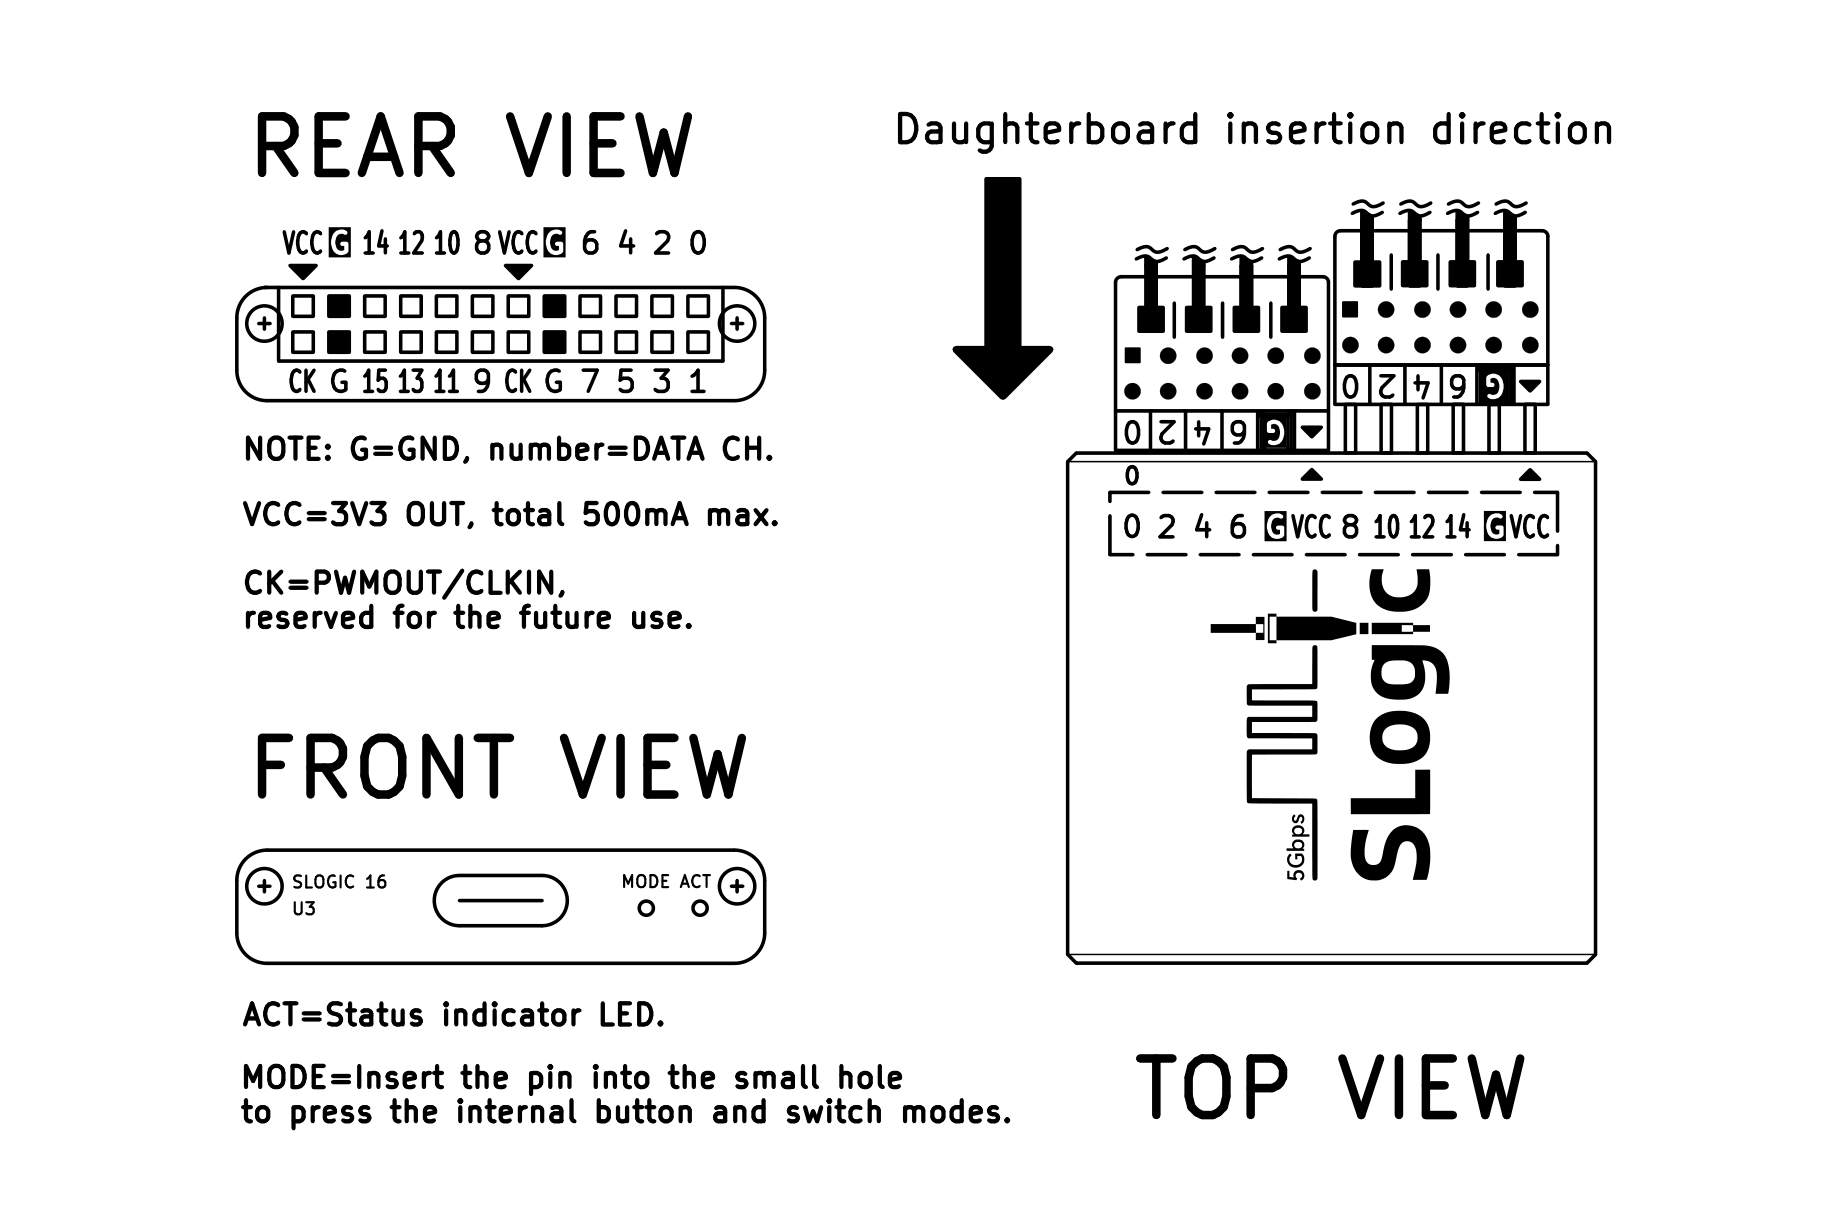 REAR VIEW
VCC G 14 12 10 8 VCC G 6 4 2 0
CK G 15 13 11 9 CK G 7 5 3 1
NOTE: G=GND, number=DATA CH.
VCC=3V3 OUT, total 500mA max.
CK=PWMOUT/CLKIN,
reserved for the future use.
FRONT VIEW
SLOGIC 16
U3
MODE ACT
ACT=Status indicator LED.
MODE=Insert the pin into the small hole
to press the internal button and switch modes.
Daughterboard insertion direction
0 2 4 6 G
0 2 4 6 G
0
0 2 4 6 G VCC 8 10 12 14 G VCC
SLogic
5Gbps
TOP VIEW